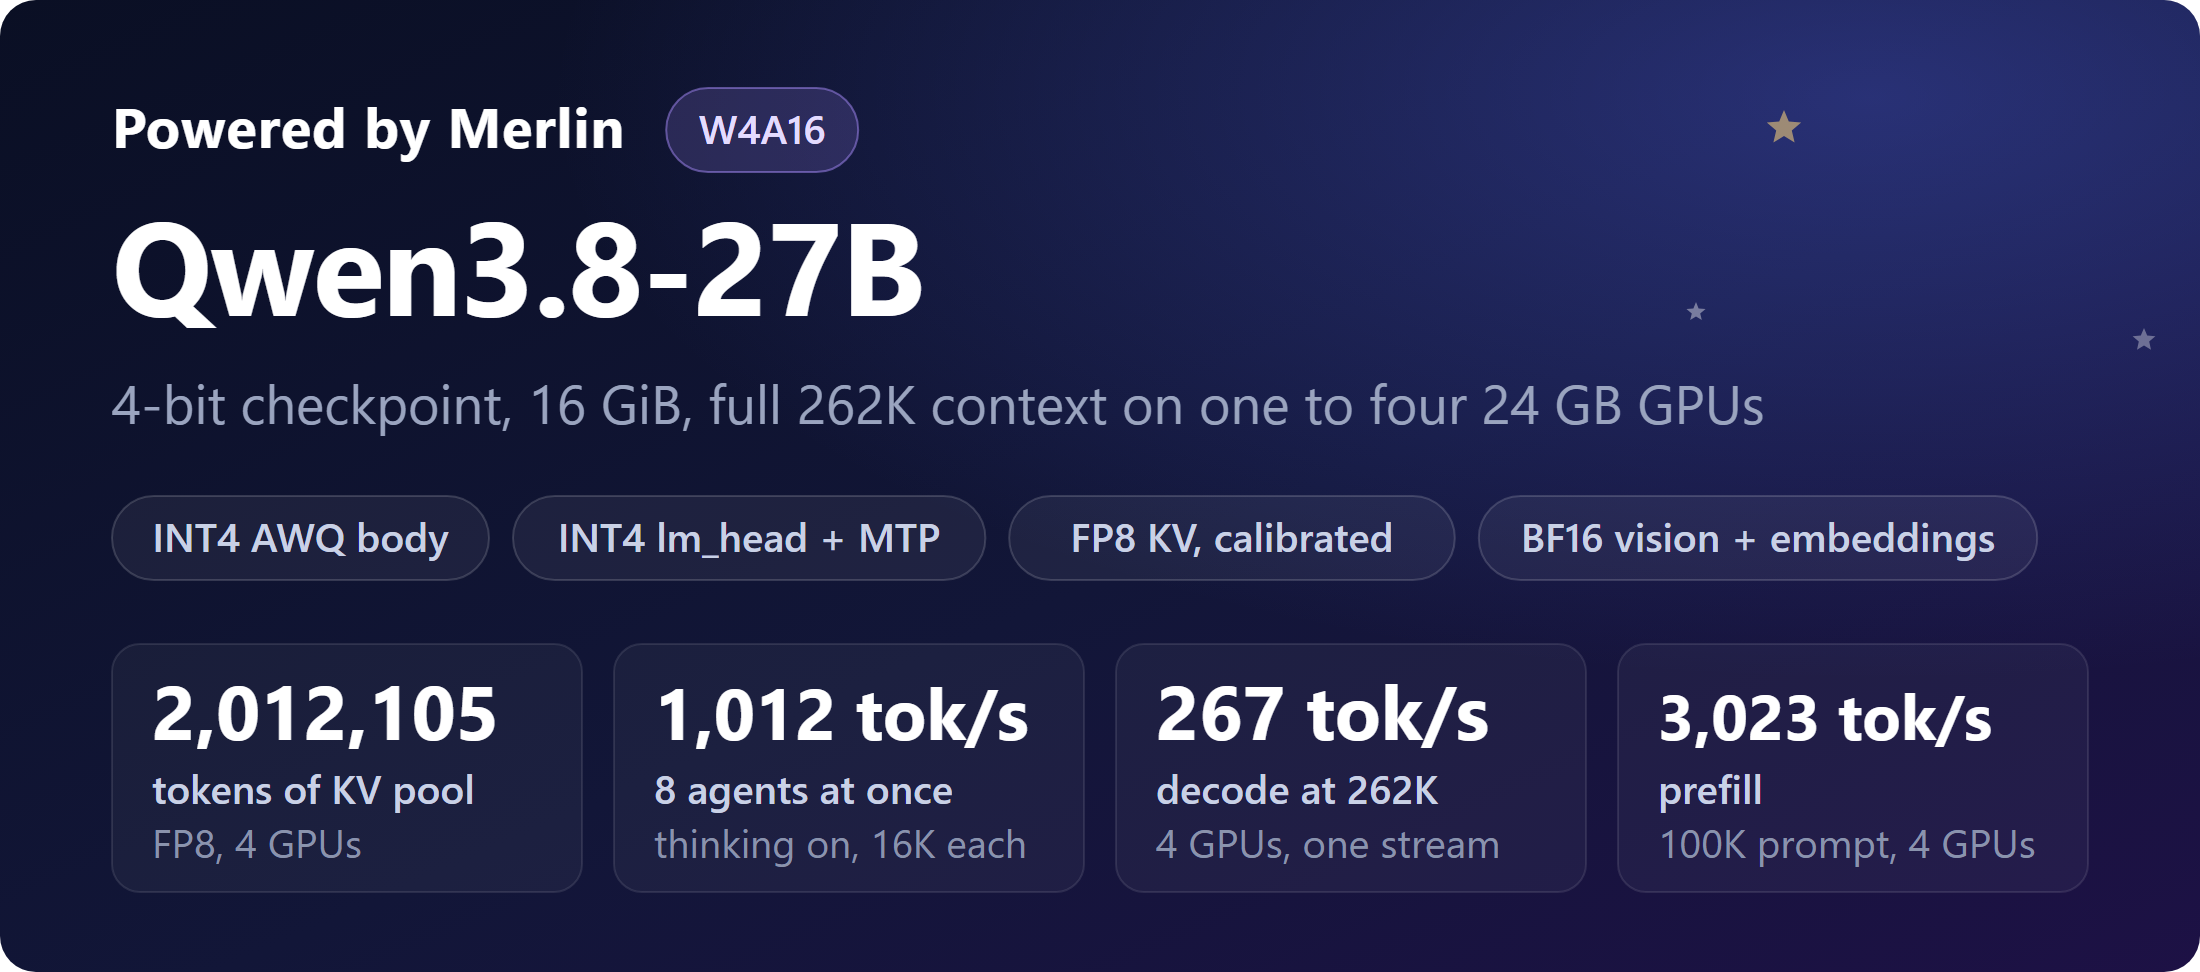 Powered by Merlin W4A16
Qwen3.8-27B
4-bit checkpoint, 16 GiB, full 262K context on one to four 24 GB GPUs
INT4 AWQ body
INT4 lm_head + MTP
FP8 KV, calibrated
BF16 vision + embeddings
2,012,105
tokens of KV pool
FP8, 4 GPUs
1,012 tok/s
8 agents at once
thinking on, 16K each
267 tok/s
decode at 262K
4 GPUs, one stream
3,023 tok/s
prefill
100K prompt, 4 GPUs